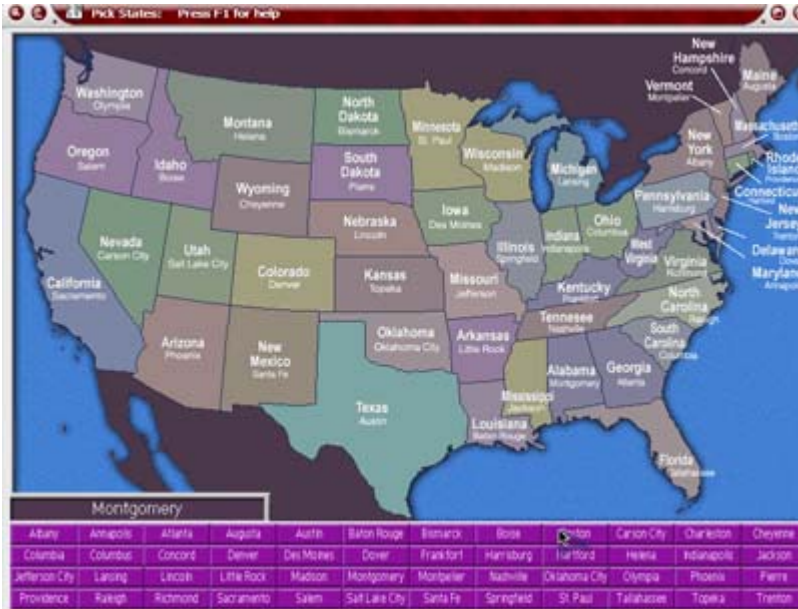 Pick States: Press F1 for help
New
Hampshire
Concord
Maine
Augusta
Vermont
Montpelier
Washington
Olympia
Montana
Helena
North
Dakota
Bismarck
Minnesota
St. Paul
Massachusett
Boston
Oregon
Salem
Idaho
Boise
South
Dakota
Pierre
Wisconsin
Madison
Michigan
Lansing
New
York
Albany
Rhode
Island
Providence
Connecticu
Hartford
Wyoming
Cheyenne
Nebraska
Lincoln
Iowa
Des Moines
Pennsylvania
Harrisburg
New
Jersey
Trenton
Nevada
Carson City
Utah
Salt Lake City
Colorado
Denver
Illinois
Springfield
Indiana
Indianapolis
Ohio
Columbus
West
Virginia
Virginia
Richmond
Delawar
Dove
Maryland
Annapoli
California
Sacramento
Kansas
Topeka
Missouri
Jefferson
Kentucky
Frankfort
North
Carolina
Raleigh
Arizona
Phoenix
New
Mexico
Santa Fe
Oklahoma
Oklahoma City
Arkansas
Little Rock
Tennesee
Nashville
South
Carolina
Columbia
Texas
Austin
Louisiana
Baton Rouge
Mississippi
Jackson
Alabama
Montgomery
Georgia
Atlanta
Florida
Tallahassee
Montgomery
Albany Annapolis Atlanta Augusta Austin Baton Rouge Bismarck Boise Boston Carson City Charleston Cheyenne
Columbia Columbus Concord Denver Des Moines Dover Frankfort Harrisburg Hartford Helena Indianapolis Jackson
Jefferson City Lansing Lincoln Little Rock Madison Montgomery Montpelier Nashville Oklahoma City Olympia Phoenix Pierre
Providence Raleigh Richmond Sacramento Salem Salt Lake City Santa Fe Springfield St. Paul Tallahassee Topeka Trenton